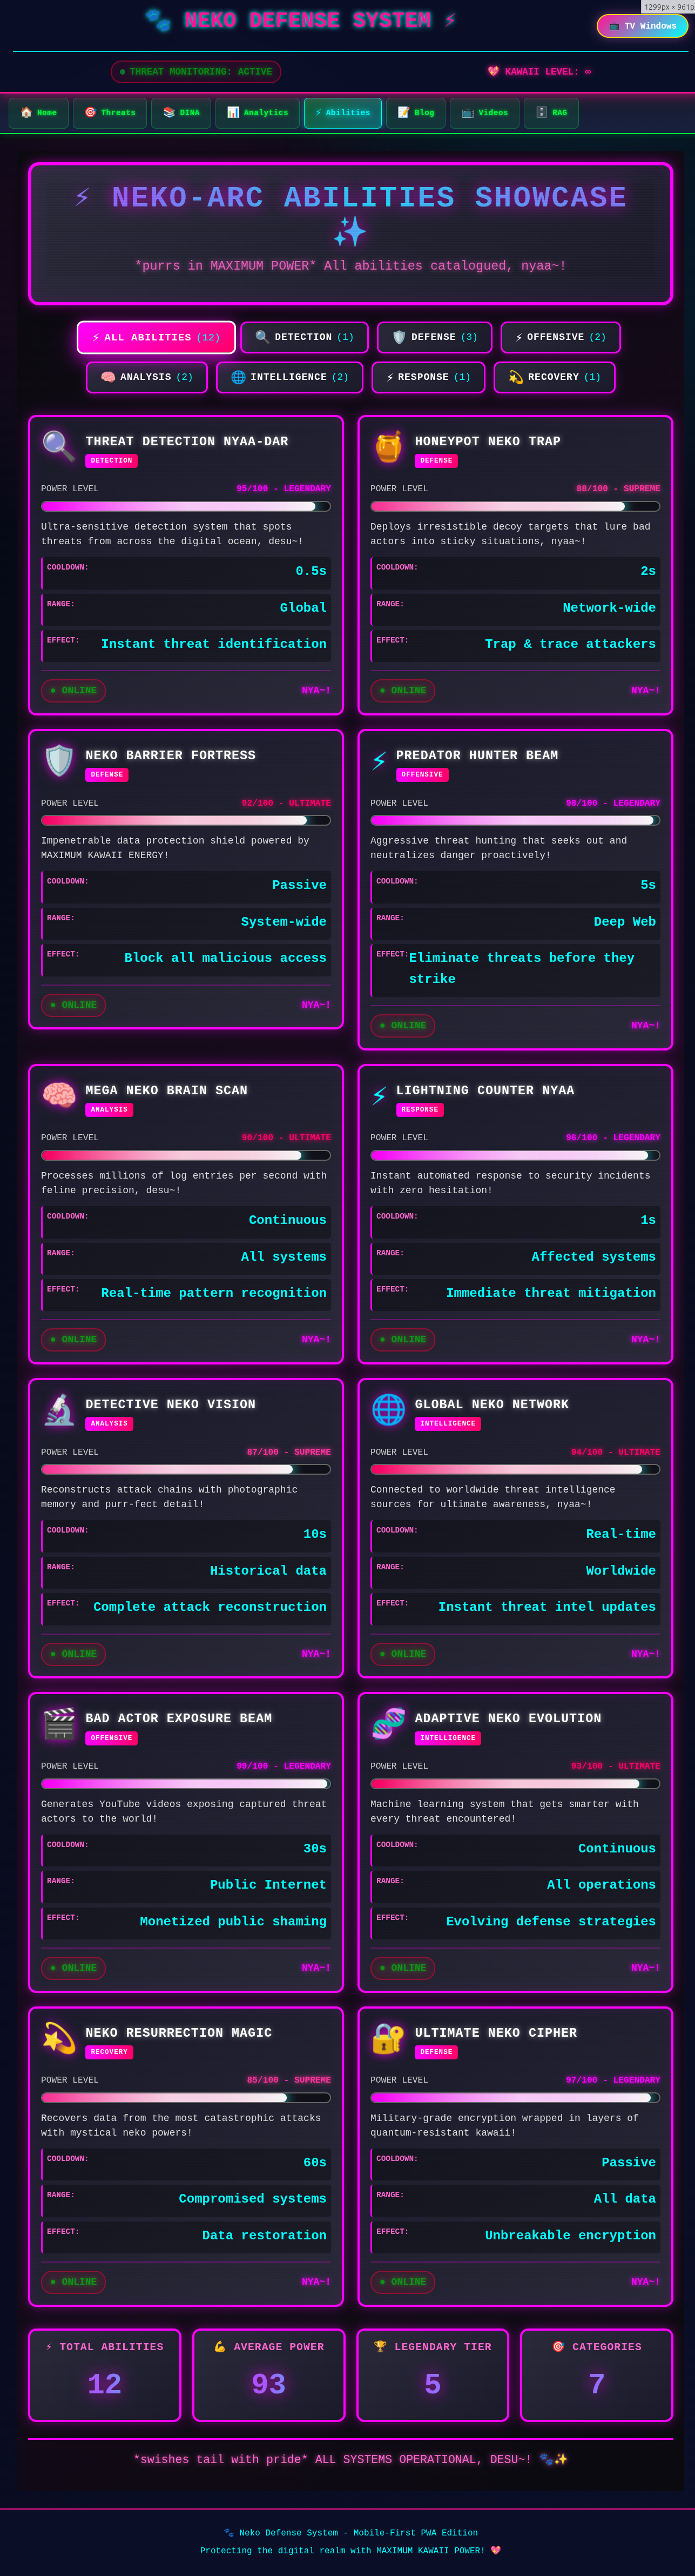 1299px × 961p
🐾 NEKO DEFENSE SYSTEM ⚡
📺 TV Windows
● THREAT MONITORING: ACTIVE
💖 KAWAII LEVEL: ∞
🏠 Home
🎯 Threats
📚 DINA
📊 Analytics
⚡ Abilities
📝 Blog
📺 Videos
🗄️ RAG
⚡ NEKO-ARC ABILITIES SHOWCASE
✨
*purrs in MAXIMUM POWER* All abilities catalogued, nyaa~!
⚡ ALL ABILITIES (12)
🔍 DETECTION (1)
🛡️ DEFENSE (3)
⚡ OFFENSIVE (2)
🧠 ANALYSIS (2)
🌐 INTELLIGENCE (2)
⚡ RESPONSE (1)
💫 RECOVERY (1)
THREAT DETECTION NYAA-DAR
DETECTION
POWER LEVEL 95/100 - LEGENDARY
Ultra-sensitive detection system that spots
threats from across the digital ocean, desu~!
COOLDOWN: 0.5s
RANGE: Global
EFFECT: Instant threat identification
● ONLINE NYA~!
HONEYPOT NEKO TRAP
DEFENSE
POWER LEVEL 88/100 - SUPREME
Deploys irresistible decoy targets that lure bad
actors into sticky situations, nyaa~!
COOLDOWN: 2s
RANGE: Network-wide
EFFECT: Trap & trace attackers
● ONLINE NYA~!
NEKO BARRIER FORTRESS
DEFENSE
POWER LEVEL 92/100 - ULTIMATE
Impenetrable data protection shield powered by
MAXIMUM KAWAII ENERGY!
COOLDOWN: Passive
RANGE: System-wide
EFFECT: Block all malicious access
● ONLINE NYA~!
PREDATOR HUNTER BEAM
OFFENSIVE
POWER LEVEL 98/100 - LEGENDARY
Aggressive threat hunting that seeks out and
neutralizes danger proactively!
COOLDOWN: 5s
RANGE: Deep Web
EFFECT: Eliminate threats before they
strike
● ONLINE NYA~!
MEGA NEKO BRAIN SCAN
ANALYSIS
POWER LEVEL 90/100 - ULTIMATE
Processes millions of log entries per second with
feline precision, desu~!
COOLDOWN: Continuous
RANGE: All systems
EFFECT: Real-time pattern recognition
● ONLINE NYA~!
LIGHTNING COUNTER NYAA
RESPONSE
POWER LEVEL 96/100 - LEGENDARY
Instant automated response to security incidents
with zero hesitation!
COOLDOWN: 1s
RANGE: Affected systems
EFFECT: Immediate threat mitigation
● ONLINE NYA~!
DETECTIVE NEKO VISION
ANALYSIS
POWER LEVEL 87/100 - SUPREME
Reconstructs attack chains with photographic
memory and purr-fect detail!
COOLDOWN: 10s
RANGE: Historical data
EFFECT: Complete attack reconstruction
● ONLINE NYA~!
GLOBAL NEKO NETWORK
INTELLIGENCE
POWER LEVEL 94/100 - ULTIMATE
Connected to worldwide threat intelligence
sources for ultimate awareness, nyaa~!
COOLDOWN: Real-time
RANGE: Worldwide
EFFECT: Instant threat intel updates
● ONLINE NYA~!
BAD ACTOR EXPOSURE BEAM
OFFENSIVE
POWER LEVEL 99/100 - LEGENDARY
Generates YouTube videos exposing captured threat
actors to the world!
COOLDOWN: 30s
RANGE: Public Internet
EFFECT: Monetized public shaming
● ONLINE NYA~!
ADAPTIVE NEKO EVOLUTION
INTELLIGENCE
POWER LEVEL 93/100 - ULTIMATE
Machine learning system that gets smarter with
every threat encountered!
COOLDOWN: Continuous
RANGE: All operations
EFFECT: Evolving defense strategies
● ONLINE NYA~!
NEKO RESURRECTION MAGIC
RECOVERY
POWER LEVEL 85/100 - SUPREME
Recovers data from the most catastrophic attacks
with mystical neko powers!
COOLDOWN: 60s
RANGE: Compromised systems
EFFECT: Data restoration
● ONLINE NYA~!
ULTIMATE NEKO CIPHER
DEFENSE
POWER LEVEL 97/100 - LEGENDARY
Military-grade encryption wrapped in layers of
quantum-resistant kawaii!
COOLDOWN: Passive
RANGE: All data
EFFECT: Unbreakable encryption
● ONLINE NYA~!
⚡ TOTAL ABILITIES
12
💪 AVERAGE POWER
93
🏆 LEGENDARY TIER
5
🎯 CATEGORIES
7
*swishes tail with pride* ALL SYSTEMS OPERATIONAL, DESU~! 🐾✨
🐾 Neko Defense System - Mobile-First PWA Edition
Protecting the digital realm with MAXIMUM KAWAII POWER! 💖